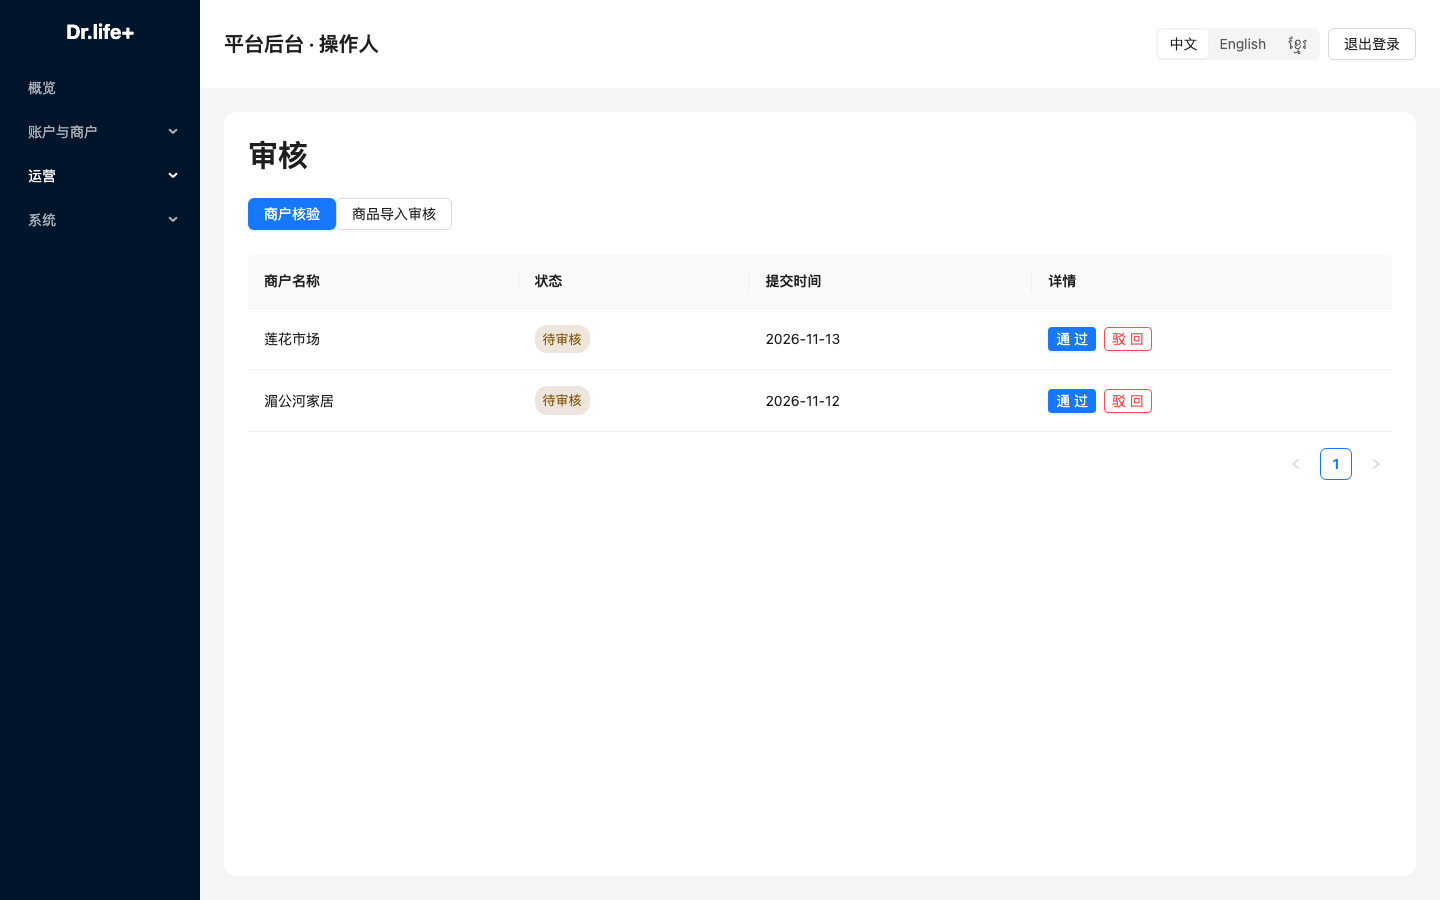 Dr.life+
概览
账户与商户
运营
系统
平台后台 · 操作人
中文 English ខ្មែរ 退出登录
审核
商户核验 商品导入审核
商户名称 状态 提交时间 详情
莲花市场 待审核 2026-11-13 通过 驳回
湄公河家居 待审核 2026-11-12 通过 驳回
1